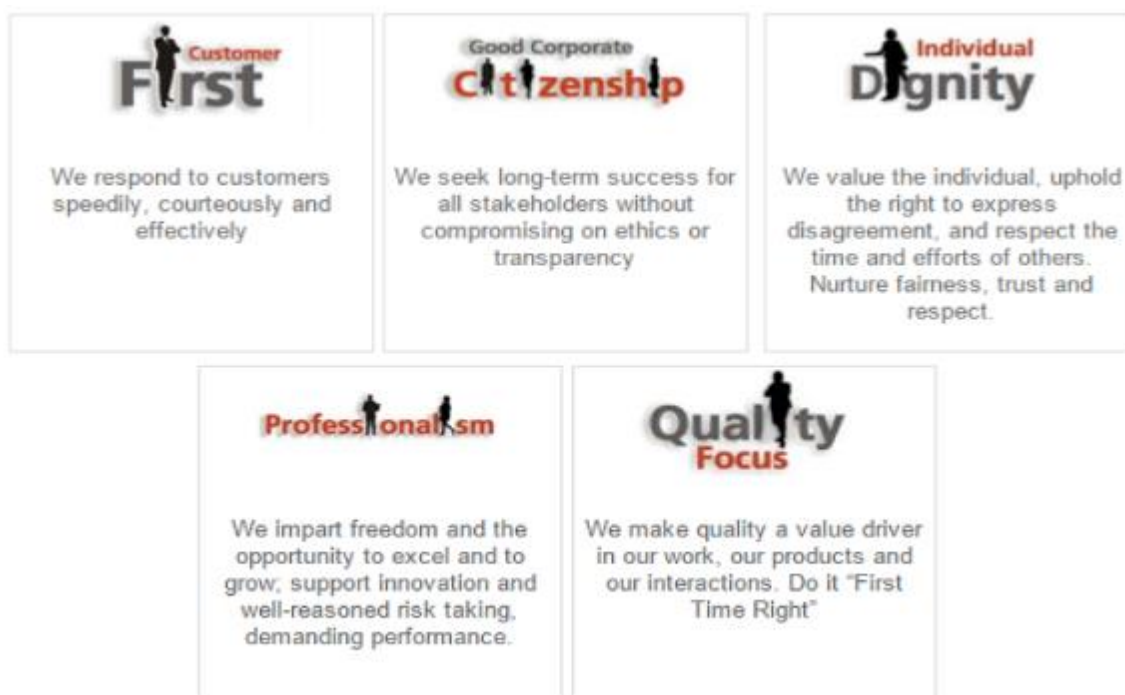 Customer
First
We respond to customers
speedily, courteously and
effectively
Good Corporate
Citizenship
We seek long-term success for
all stakeholders without
compromising on ethics or
transparency
Individual
Dignity
We value the individual, uphold
the right to express
disagreement, and respect the
time and efforts of others.
Nurture fairness, trust and
respect.
Professionalism
We impart freedom and the
opportunity to excel and to
grow; support innovation and
well-reasoned risk taking,
demanding performance.
Quality
Focus
We make quality a value driver
in our work, our products and
our interactions. Do it “First
Time Right”